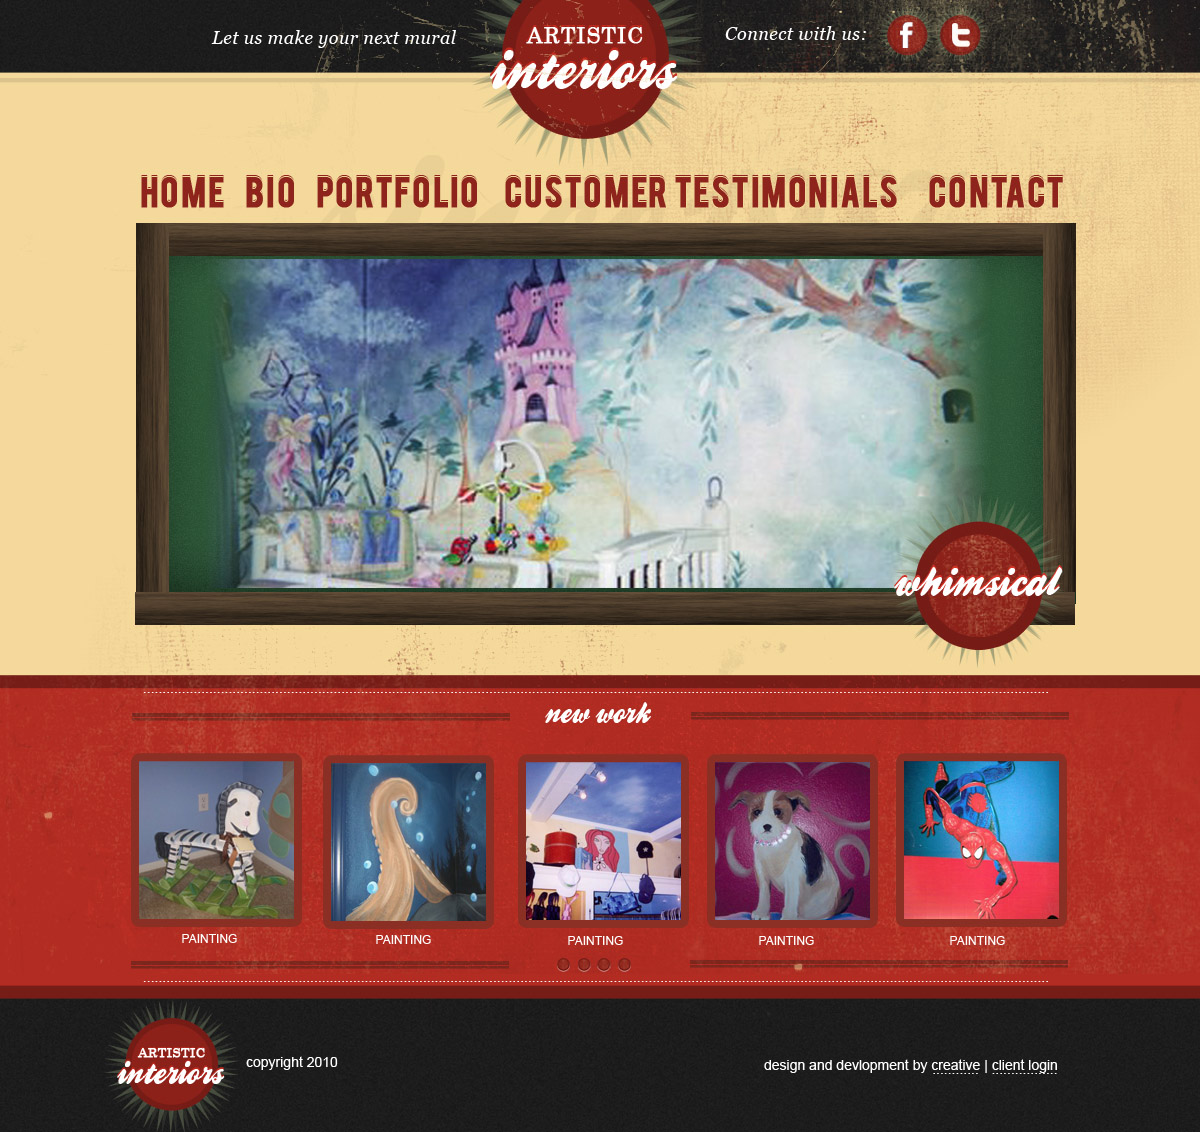 Let us make your next mural
ARTISTIC
interiors
Connect with us:
f t
HOME BIO PORTFOLIO CUSTOMER TESTIMONIALS CONTACT
whimsical
new work
PAINTING PAINTING PAINTING PAINTING PAINTING
ARTISTIC
interiors
copyright 2010
design and devlopment by creative | client login